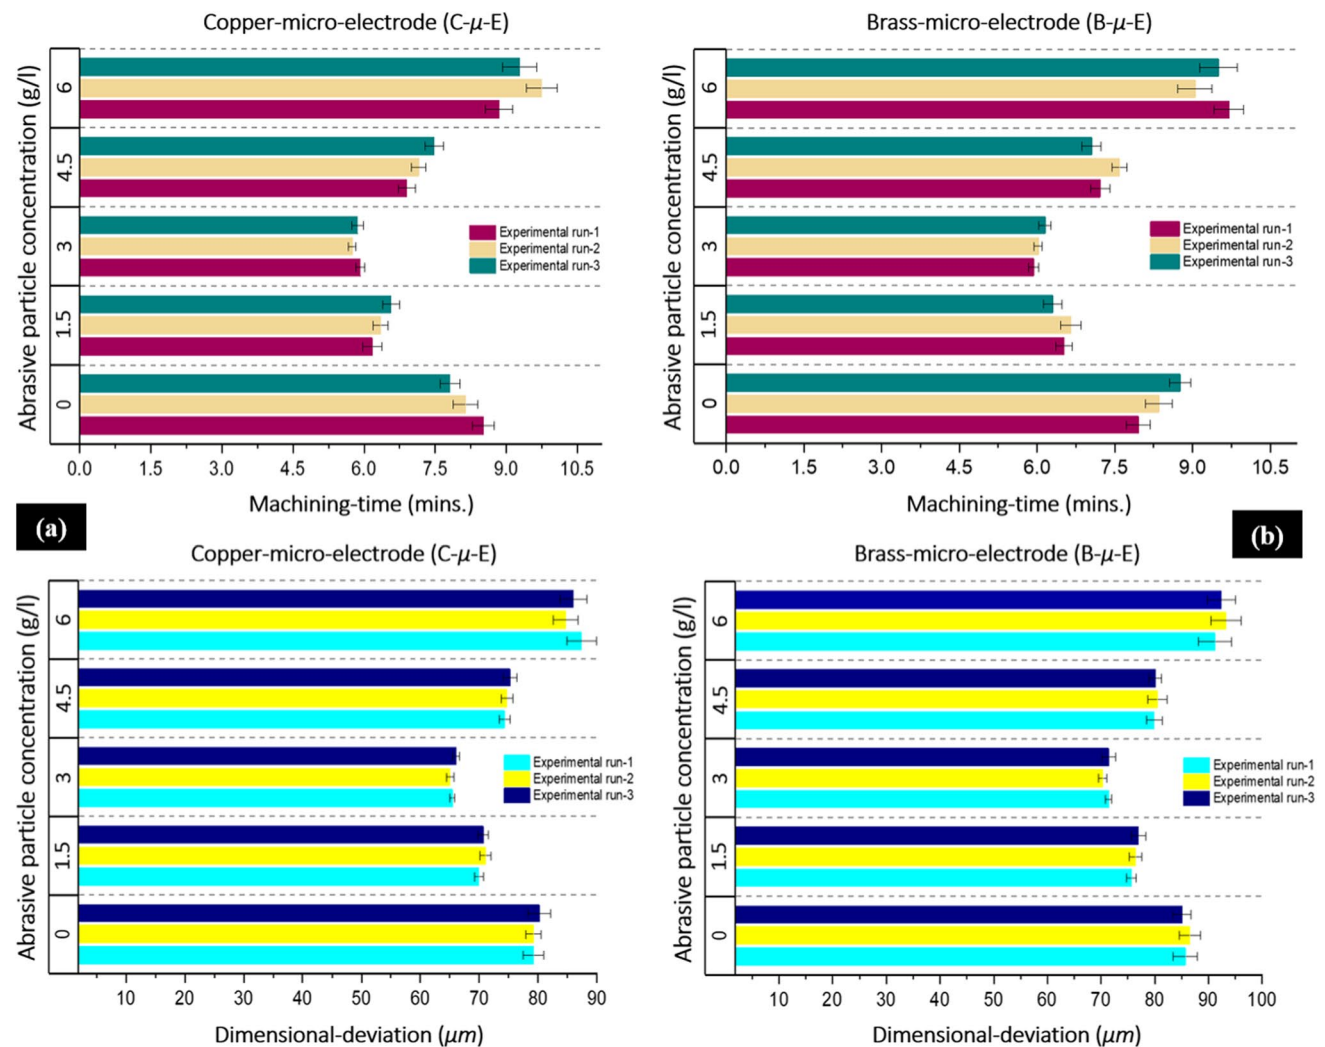 Copper-micro-electrode (C-μ-E)
Abrasive particle concentration (g/l)
6
4.5
3
1.5
0
Experimental run-1
Experimental run-2
Experimental run-3
0.0 1.5 3.0 4.5 6.0 7.5 9.0 10.5
Machining-time (mins.)
Brass-micro-electrode (B-μ-E)
Abrasive particle concentration (g/l)
6
4.5
3
1.5
0
Experimental run-1
Experimental run-2
Experimental run-3
0.0 1.5 3.0 4.5 6.0 7.5 9.0 10.5
Machining-time (mins.)
(a)
(b)
Copper-micro-electrode (C-μ-E)
Abrasive particle concentration (g/l)
6
4.5
3
1.5
0
Experimental run-1
Experimental run-2
Experimental run-3
10 20 30 40 50 60 70 80 90
Dimensional-deviation (μm)
Brass-micro-electrode (B-μ-E)
Abrasive particle concentration (g/l)
6
4.5
3
1.5
0
Experimental run-1
Experimental run-2
Experimental run-3
10 20 30 40 50 60 70 80 90 100
Dimensional-deviation (μm)